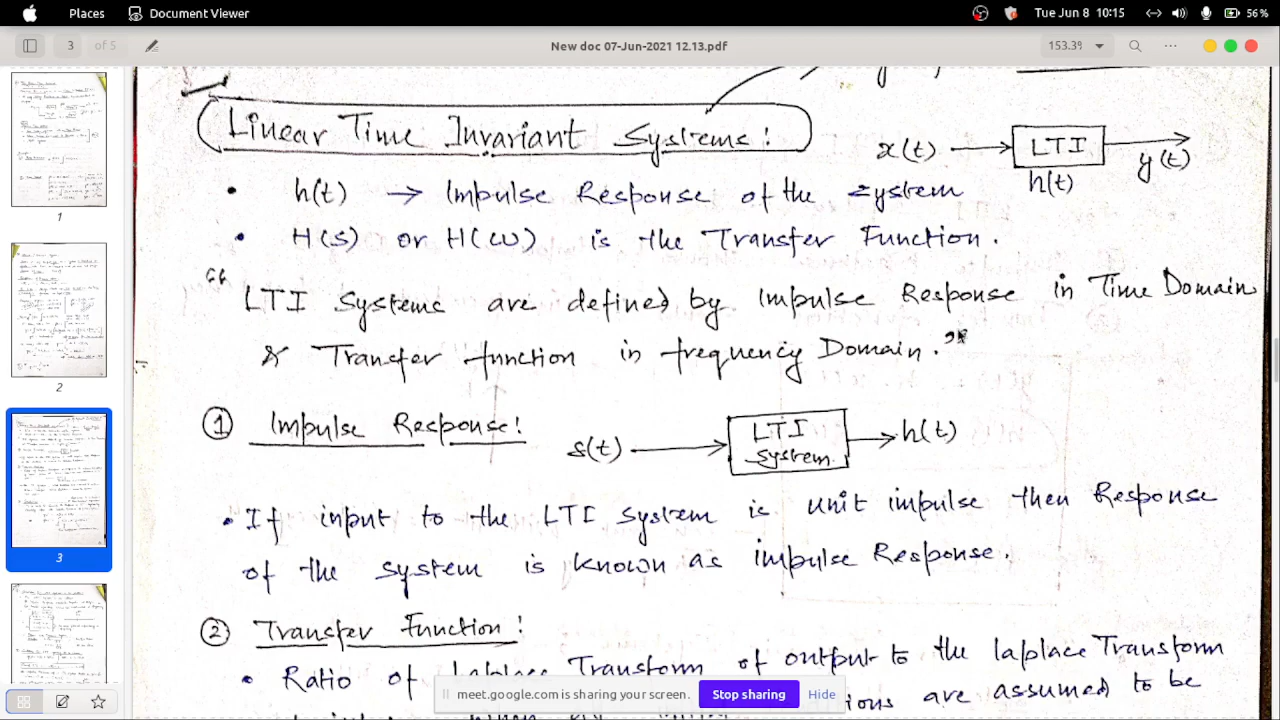 Places Document Viewer Tue Jun 8 10:15 56 %
3 of 5 New doc 07-Jun-2021 12.13.pdf 153.39
Linear Time Invariant Systems:
x(t) → LTI → y(t)
h(t)
• h(t) → Impulse Response of the system
• H(s) or H(ω) is the Transfer Function.
"LTI Systems are defined by impulse Response in Time Domain
& Transfer function in frequency Domain."
① Impulse Response: δ(t) → LTI System → h(t)
• If input to the LTI system is unit impulse then Response
of the system is known as impulse Response.
② Transfer Function:
• Ratio of laplace Transform of output to the laplace Transform
are assumed to be
1
2
3
meet.google.com is sharing your screen. Stop sharing Hide